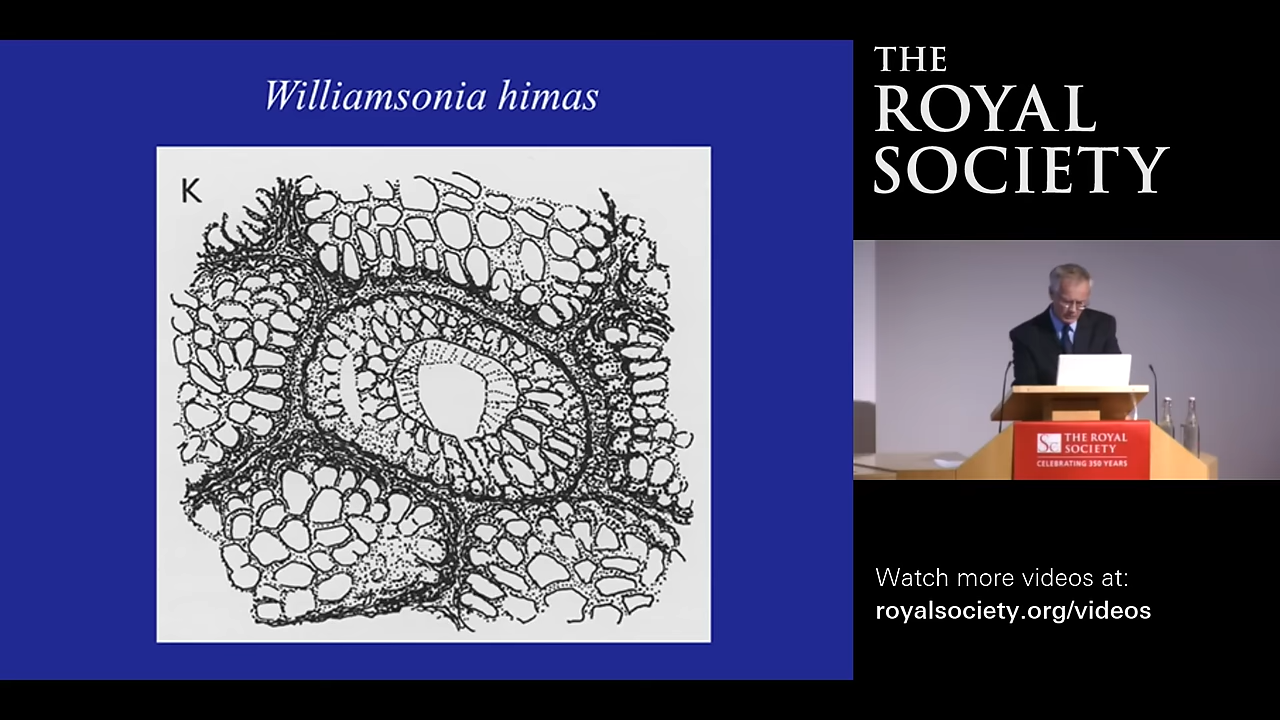 Williamsonia himas
K
THE
ROYAL
SOCIETY
THE ROYAL
SOCIETY
CELEBRATING 350 YEARS
Watch more videos at:
royalsociety.org/videos